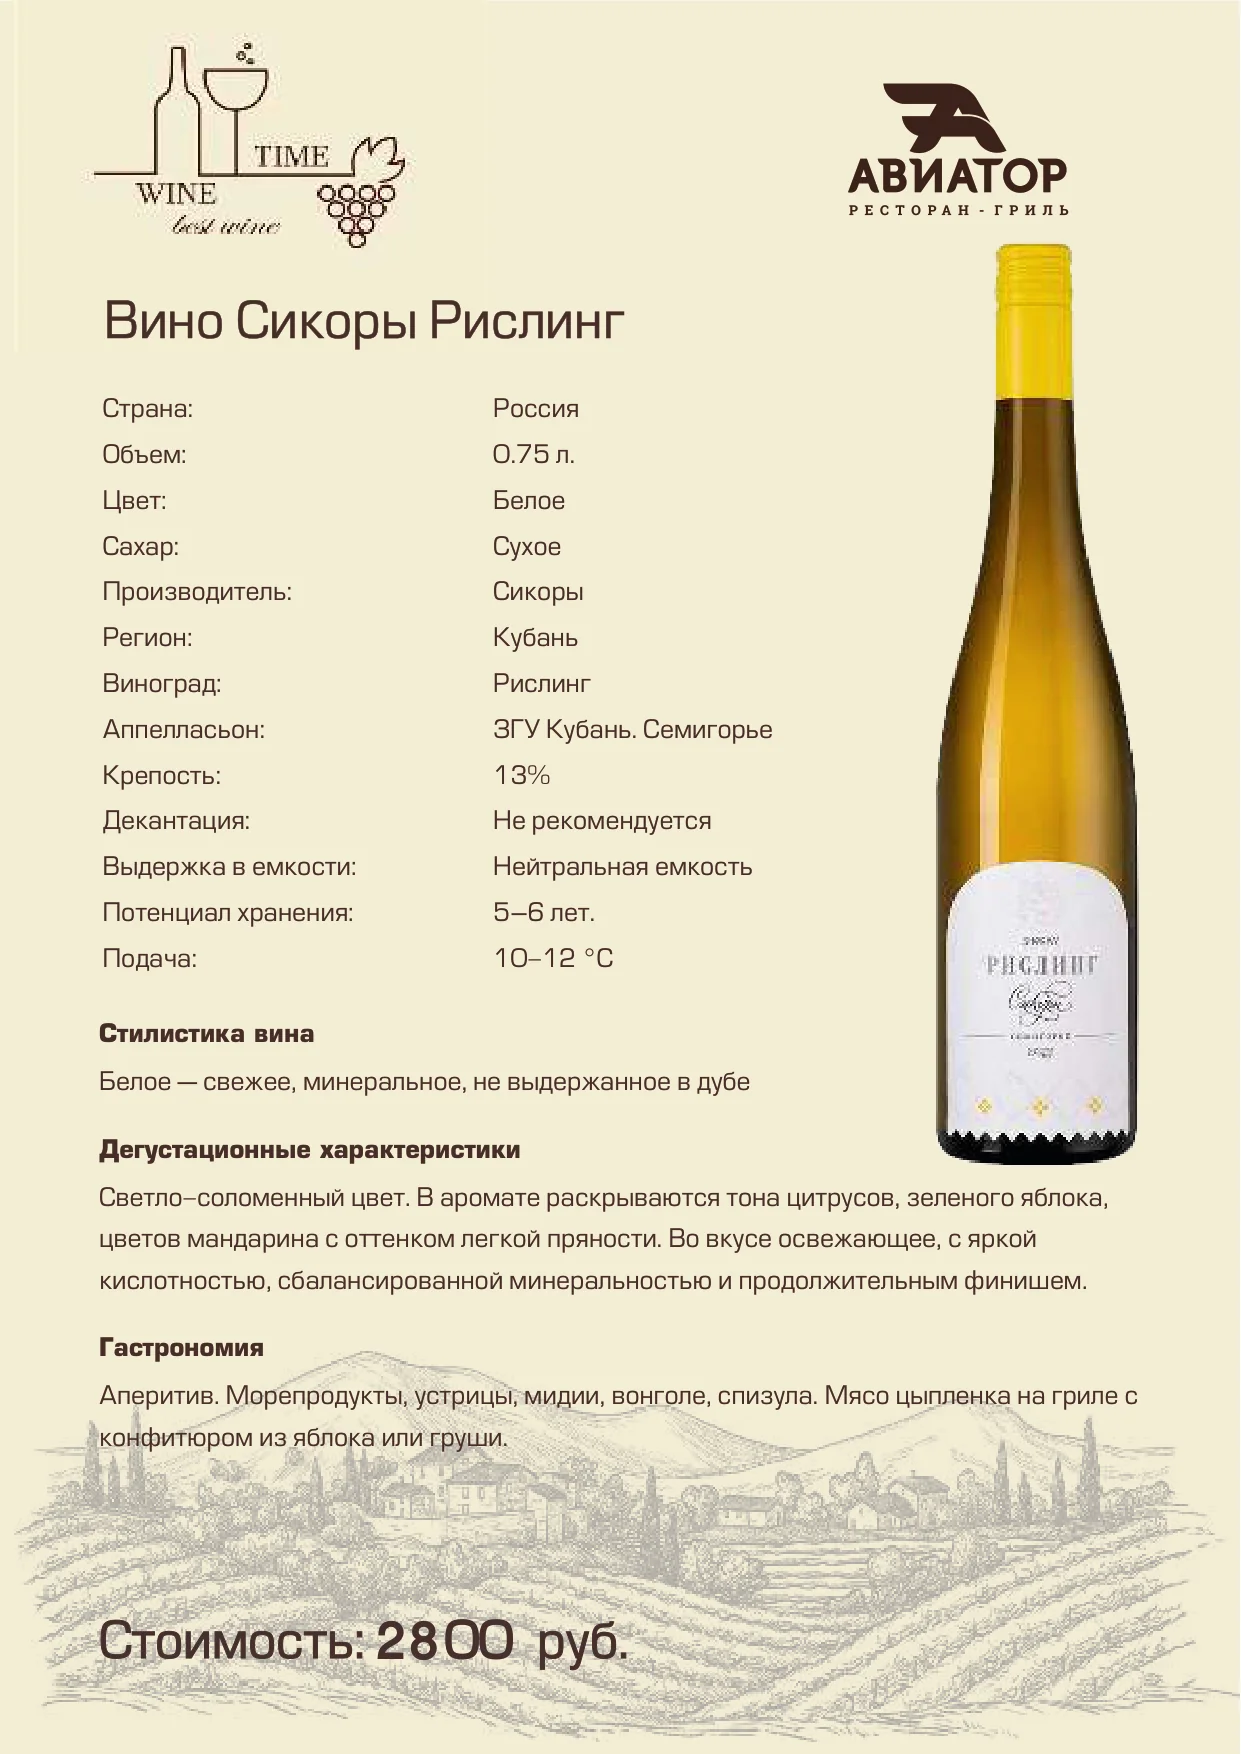 TIME
WINE
best wine
АВИАТОР
РЕСТОРАН - ГРИЛЬ
Вино Сикоры Рислинг
Страна: Россия
Объем: 0.75 л.
Цвет: Белое
Сахар: Сухое
Производитель: Сикоры
Регион: Кубань
Виноград: Рислинг
Аппелласьон: ЗГУ Кубань. Семигорье
Крепость: 13%
Декантация: Не рекомендуется
Выдержка в емкости: Нейтральная емкость
Потенциал хранения: 5–6 лет.
Подача: 10–12 °C
РИСЛИНГ
Стилистика вина
Белое — свежее, минеральное, не выдержанное в дубе
Дегустационные характеристики
Светло–соломенный цвет. В аромате раскрываются тона цитрусов, зеленого яблока,
цветов мандарина с оттенком легкой пряности. Во вкусе освежающее, с яркой
кислотностью, сбалансированной минеральностью и продолжительным финишем.
Гастрономия
Аперитив. Морепродукты, устрицы, мидии, вонголе, спизула. Мясо цыпленка на гриле с
конфитюром из яблока или груши.
Стоимость: 2800 руб.